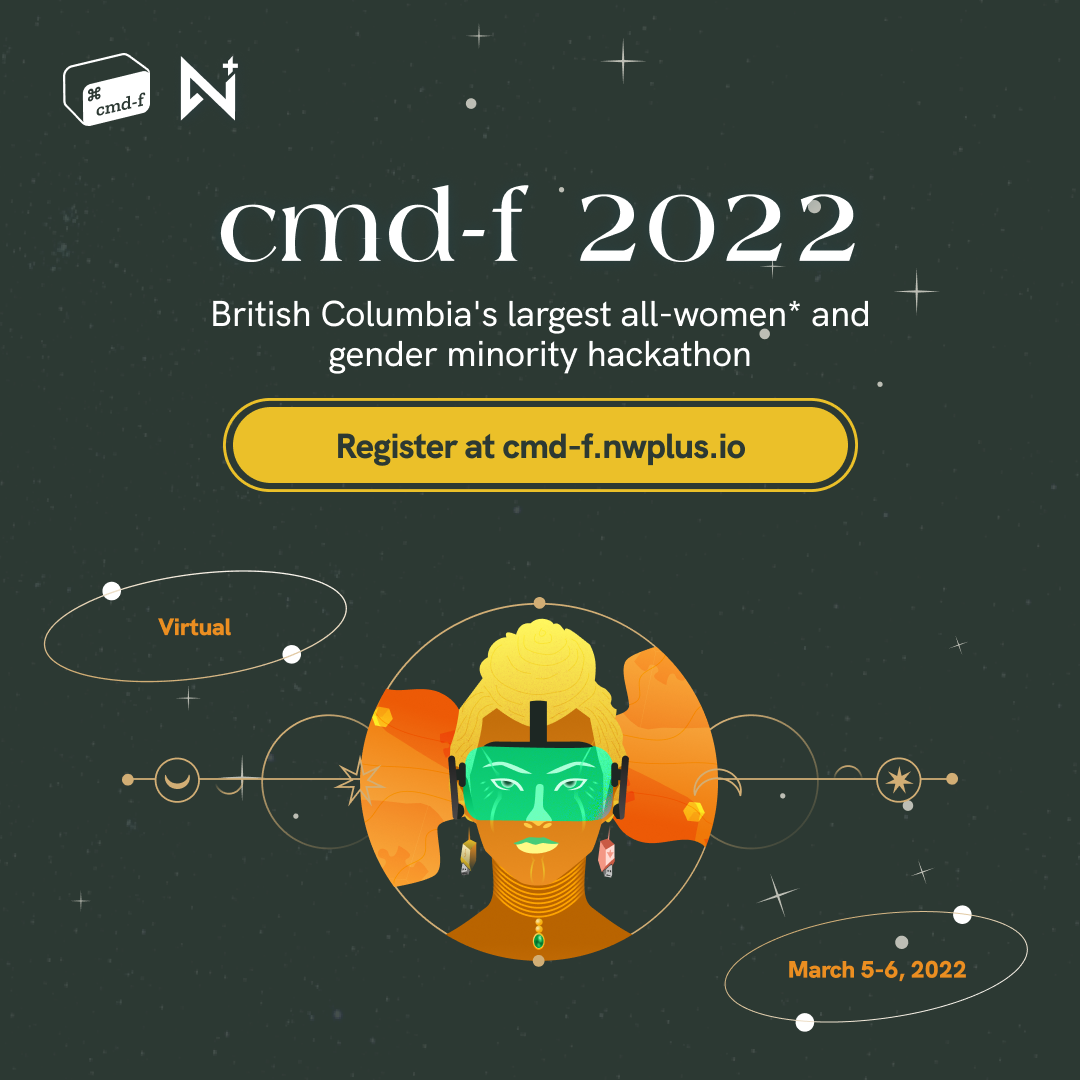 ⌘
cmd-f
N+
cmd-f 2022
British Columbia's largest all-women* and
gender minority hackathon
Register at cmd-f.nwplus.io
Virtual
March 5-6, 2022